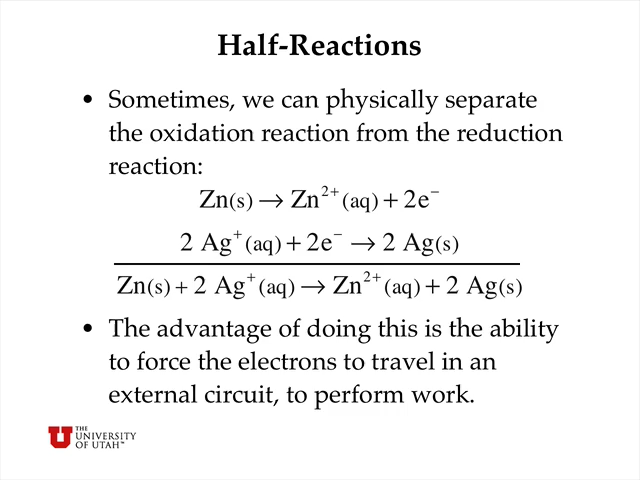 Half-Reactions
• Sometimes, we can physically separate
the oxidation reaction from the reduction
reaction:
Zn(s) → Zn²⁺(aq) + 2e⁻
2 Ag⁺(aq) + 2e⁻ → 2 Ag(s)
Zn(s) + 2 Ag⁺(aq) → Zn²⁺(aq) + 2 Ag(s)
• The advantage of doing this is the ability
to force the electrons to travel in an
external circuit, to perform work.
THE
UNIVERSITY
OF UTAH™